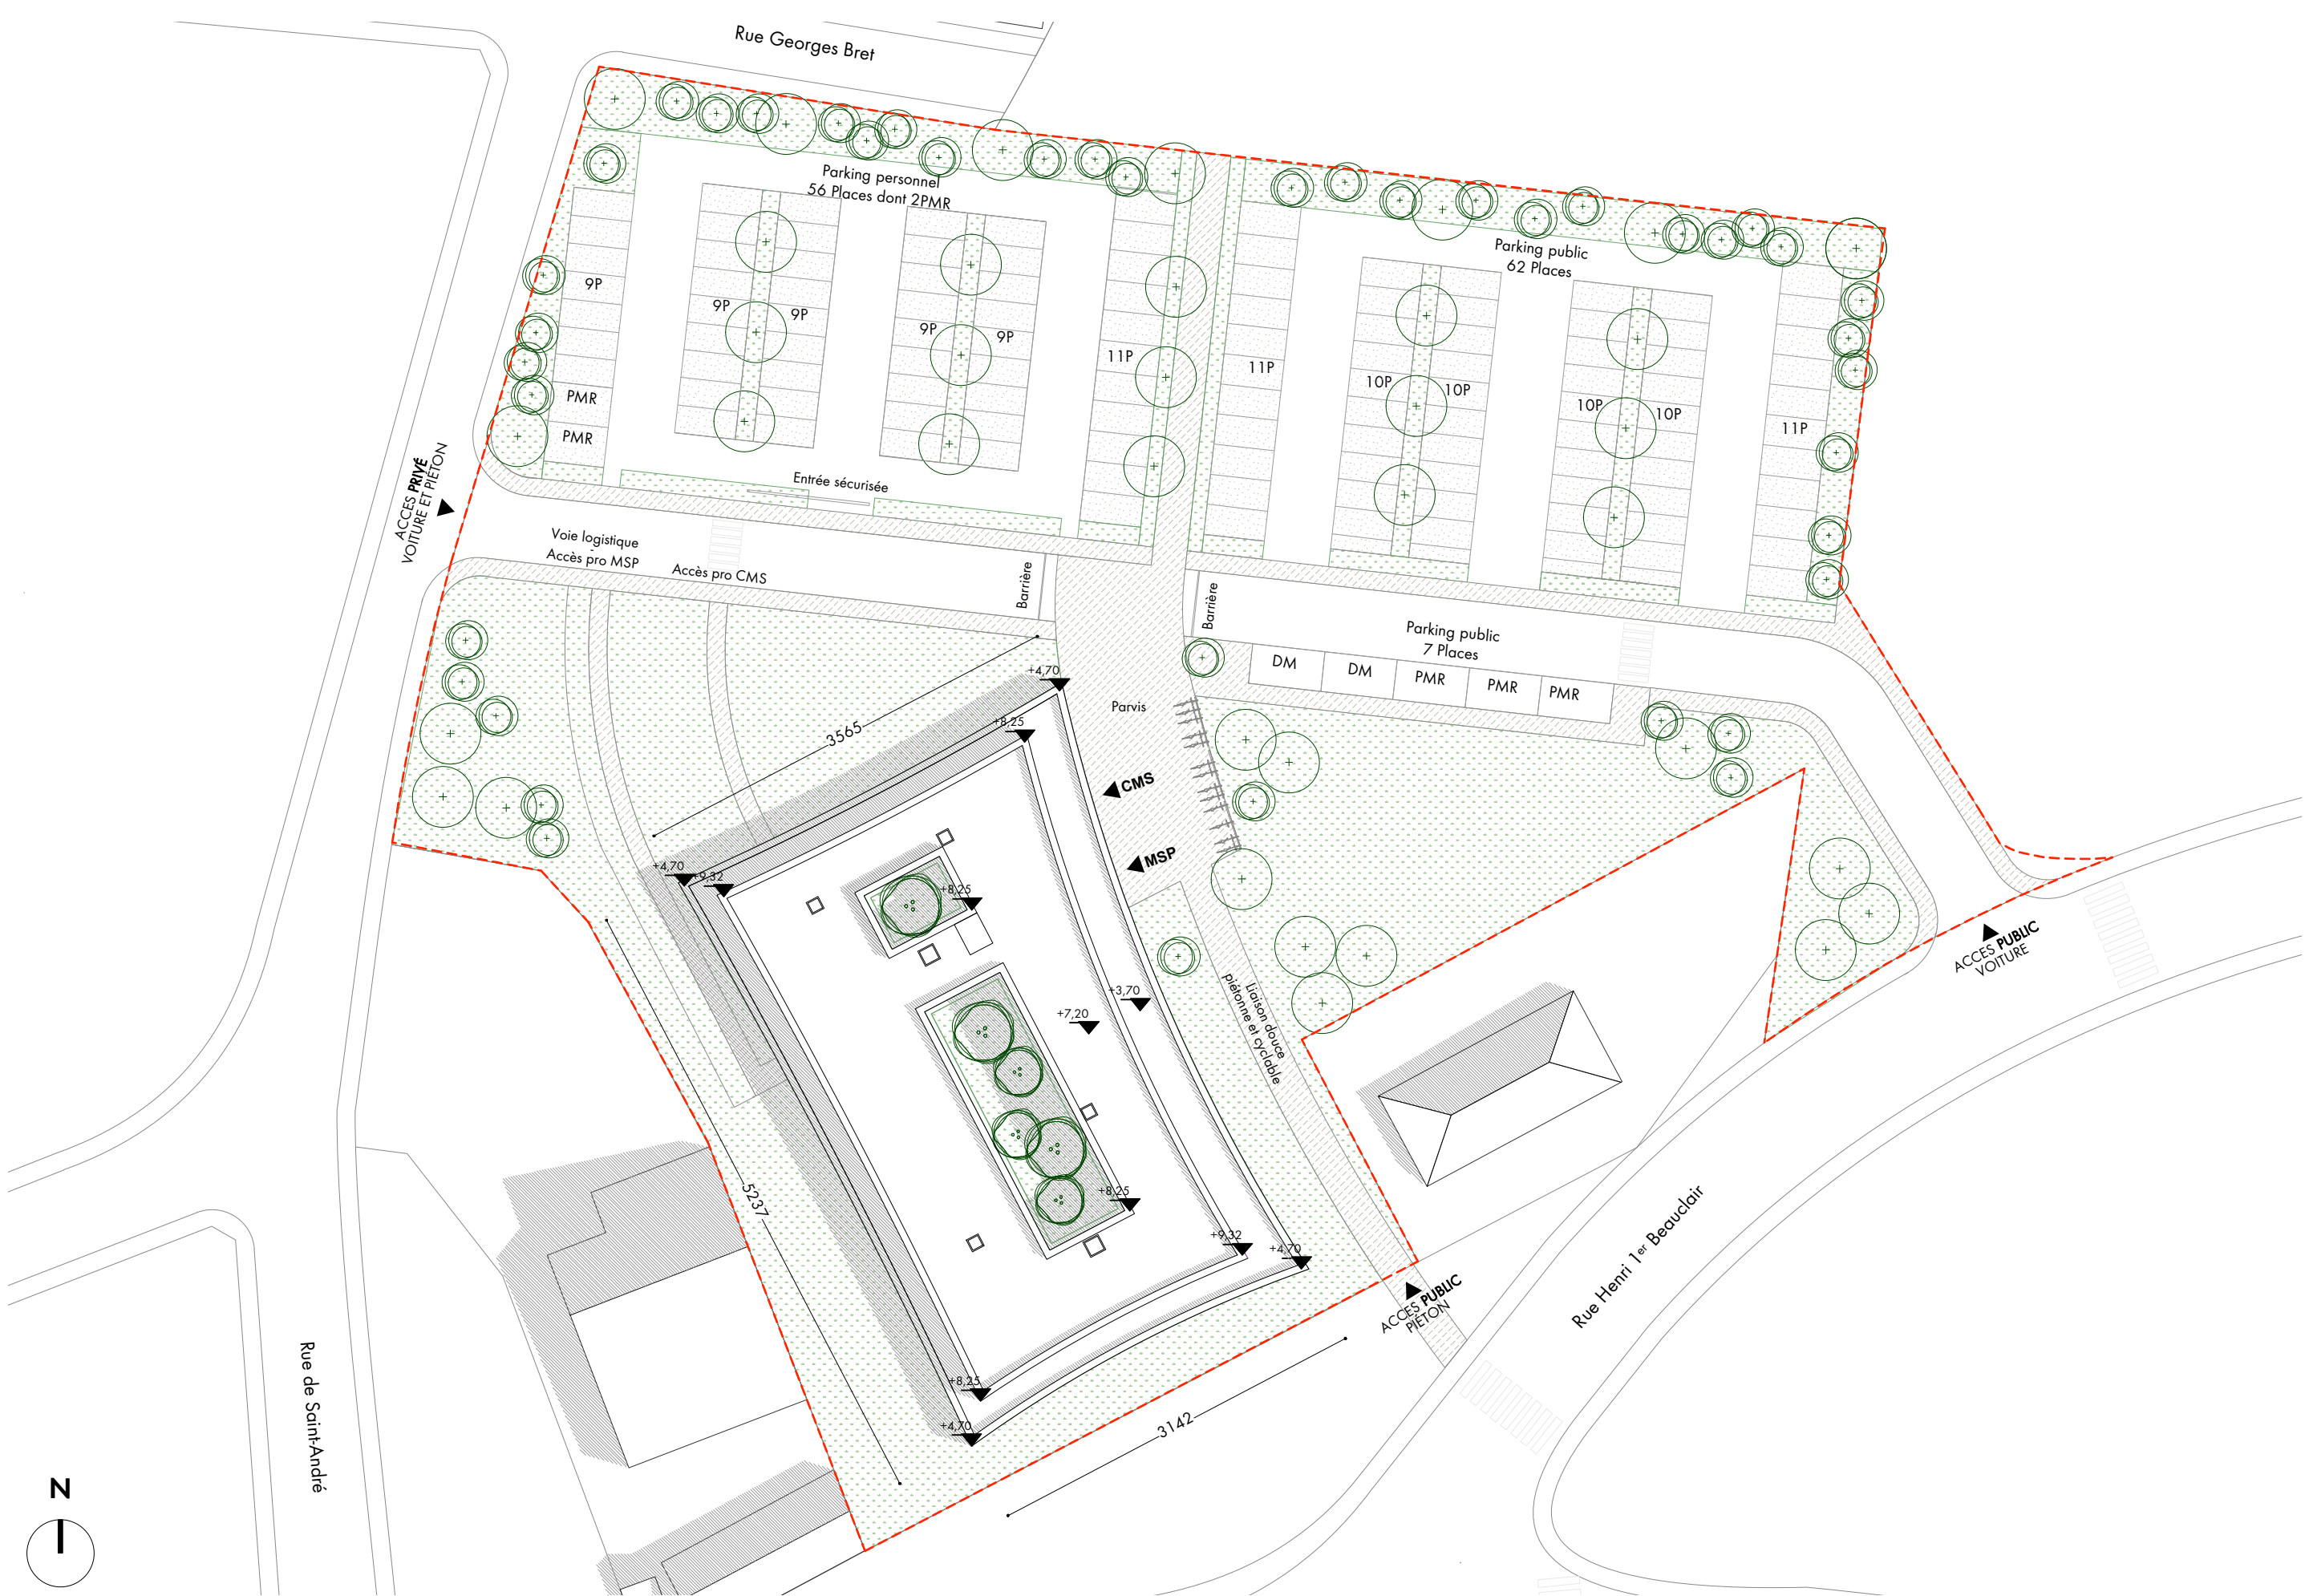 Rue Georges Bret
Parking personnel
56 Places dont 2PMR
Parking public
62 Places
9P
9P
9P
9P
9P
11P
11P
10P
10P
10P
10P
11P
PMR
PMR
Entrée sécurisée
ACCES PRIVÉ
VOITURE ET PIÉTON
Voie logistique
-
Accès pro MSP
Accès pro CMS
Barrière
Barrière
Parking public
7 Places
DM
DM
PMR
PMR
PMR
+4,70
Parvis
+8,25
3565
CMS
MSP
+4,70
+9,32
+8,25
ACCES PUBLIC
VOITURE
+3,70
+7,20
Liaison douce
piétonne et cyclable
5237
+8,25
+9,32
+4,70
ACCES PUBLIC
PIÉTON
Rue Henri 1er Beauclair
+8,25
+4,70
3142
Rue de Saint-André
N